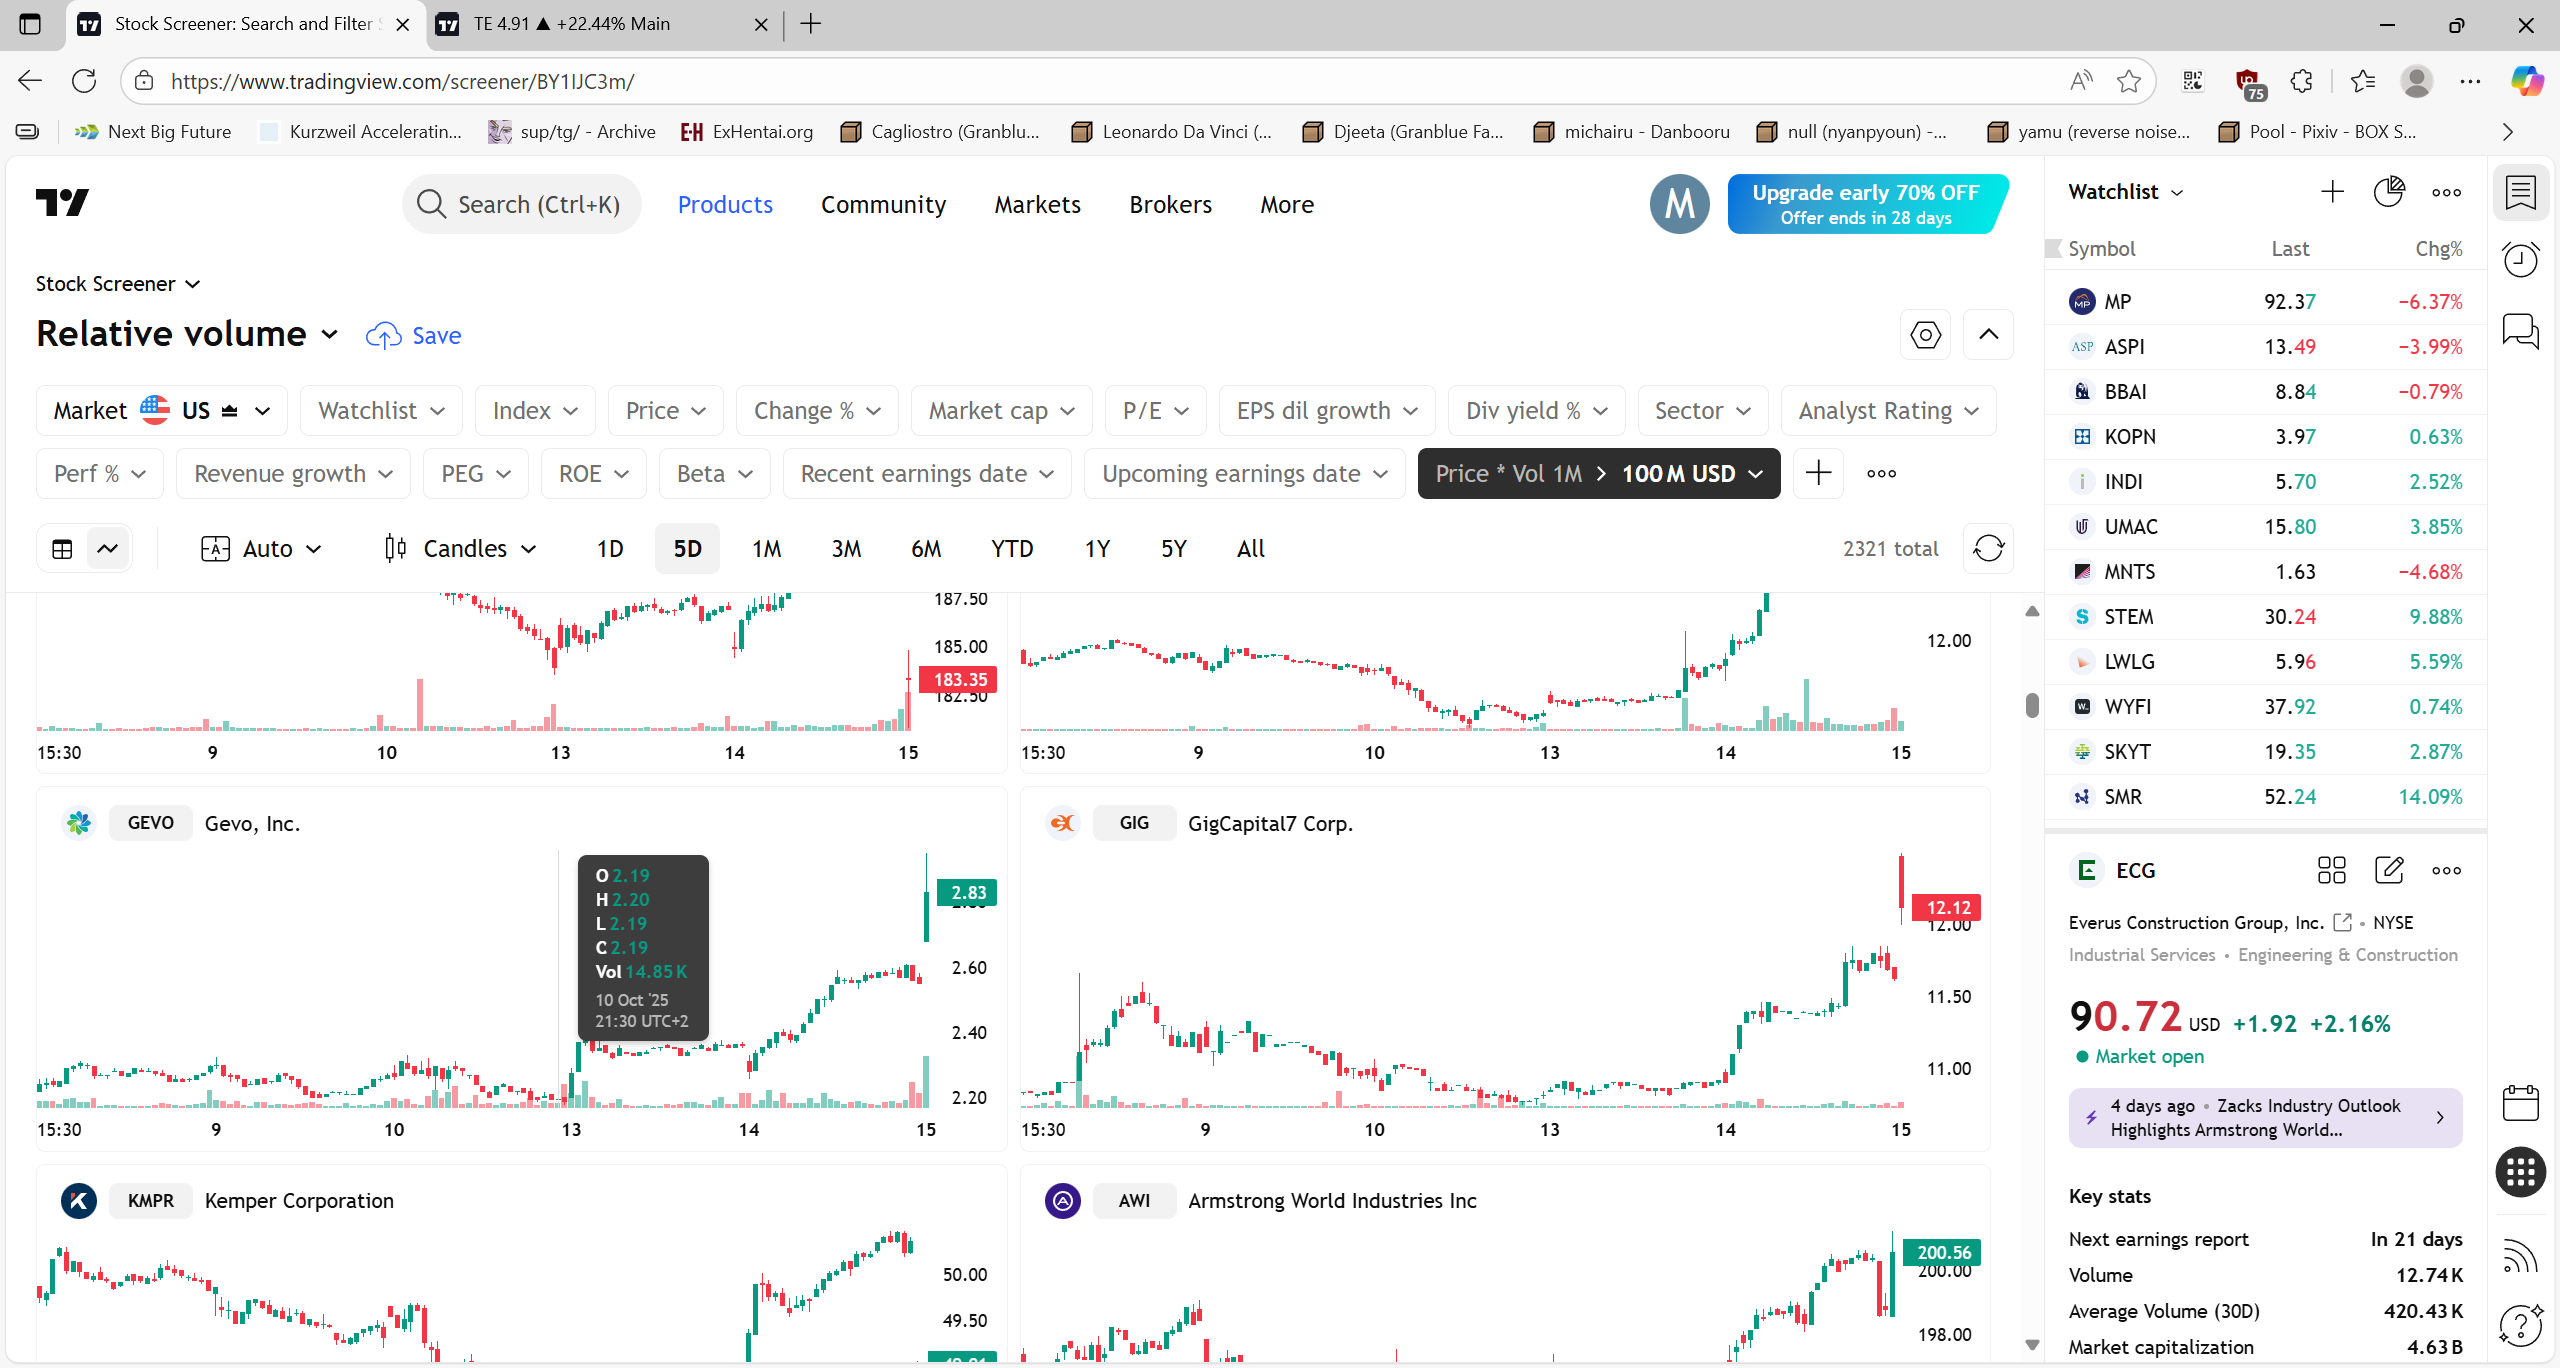 Stock Screener: Search and Filter S
TE 4.91 ▲ +22.44% Main
https://www.tradingview.com/screener/BY1IJC3m/
75
Next Big Future
Kurzweil Acceleratin...
sup/tg/ - Archive
ExHentai.org
Cagliostro (Granblu...
Leonardo Da Vinci (...
Djeeta (Granblue Fa...
michairu - Danbooru
null (nyanpyoun) -...
yamu (reverse noise...
Pool - Pixiv - BOX S...
Search (Ctrl+K)
Products
Community
Markets
Brokers
More
M
Upgrade early 70% OFF
Offer ends in 28 days
Stock Screener
Relative volume
Save
Market US
Watchlist
Index
Price
Change %
Market cap
P/E
EPS dil growth
Div yield %
Sector
Analyst Rating
Perf %
Revenue growth
PEG
ROE
Beta
Recent earnings date
Upcoming earnings date
Price * Vol 1M > 100 M USD
Auto
Candles
1D
5D
1M
3M
6M
YTD
1Y
5Y
All
2321 total
187.50
185.00
183.35
182.50
15:30 9 10 13 14 15
12.00
15:30 9 10 13 14 15
GEVO Gevo, Inc.
O 2.19
H 2.20
L 2.19
C 2.19
Vol 14.85 K
10 Oct '25
21:30 UTC+2
2.83
2.60
2.40
2.20
15:30 9 10 13 14 15
GIG GigCapital7 Corp.
12.12
12.00
11.50
11.00
15:30 9 10 13 14 15
KMPR Kemper Corporation
50.00
49.50
AWI Armstrong World Industries Inc
200.56
200.00
198.00
Watchlist
Symbol Last Chg%
MP 92.37 −6.37%
ASPI 13.49 −3.99%
BBAI 8.84 −0.79%
KOPN 3.97 0.63%
INDI 5.70 2.52%
UMAC 15.80 3.85%
MNTS 1.63 −4.68%
STEM 30.24 9.88%
LWLG 5.96 5.59%
WYFI 37.92 0.74%
SKYT 19.35 2.87%
SMR 52.24 14.09%
ECG
Everus Construction Group, Inc. • NYSE
Industrial Services • Engineering & Construction
90.72 USD +1.92 +2.16%
Market open
4 days ago • Zacks Industry Outlook
Highlights Armstrong World...
Key stats
Next earnings report In 21 days
Volume 12.74 K
Average Volume (30D) 420.43 K
Market capitalization 4.63 B